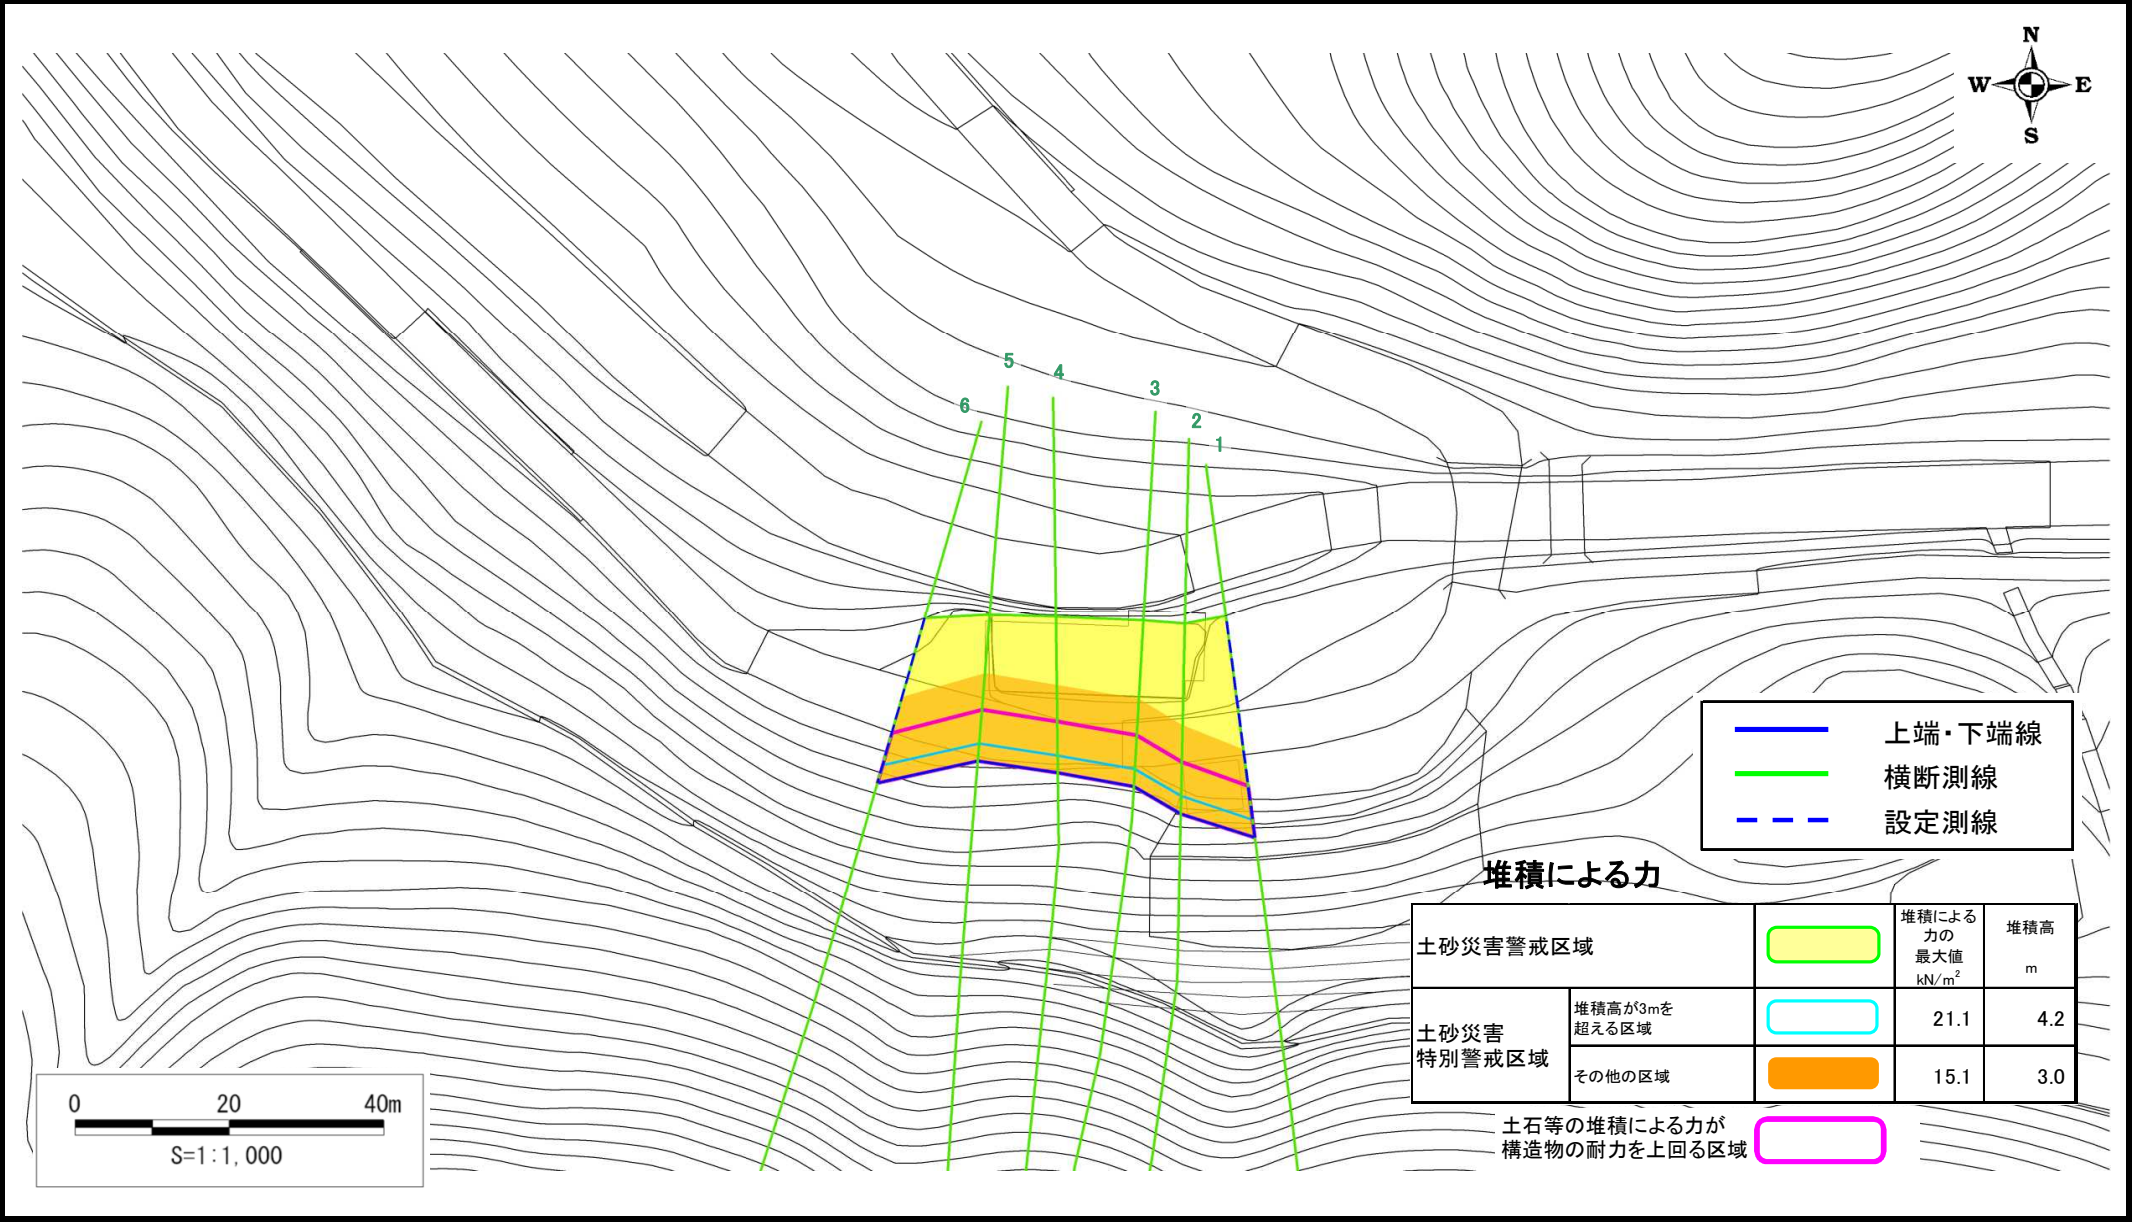 N
W E
S
5
4
3
6
2
1
上端・下端線
横断測線
設定測線
堆積による力
堆積による
力の
最大値
kN/m²
堆積高
m
土砂災害警戒区域
土砂災害
特別警戒区域
堆積高が3mを
超える区域
21.1
4.2
その他の区域
15.1
3.0
土石等の堆積による力が
構造物の耐力を上回る区域
0 20 40m
S=1:1,000